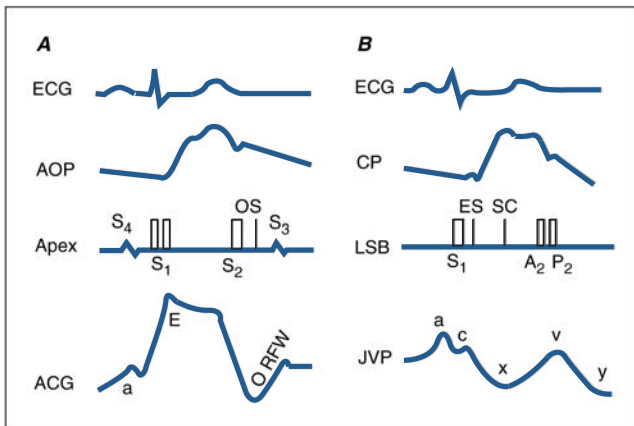 A B
ECG ECG
AOP CP
OS ES SC
S4 S3
Apex LSB
S1 S2 S1 A2 P2
E a c v
O RFW JVP x y
ACG a